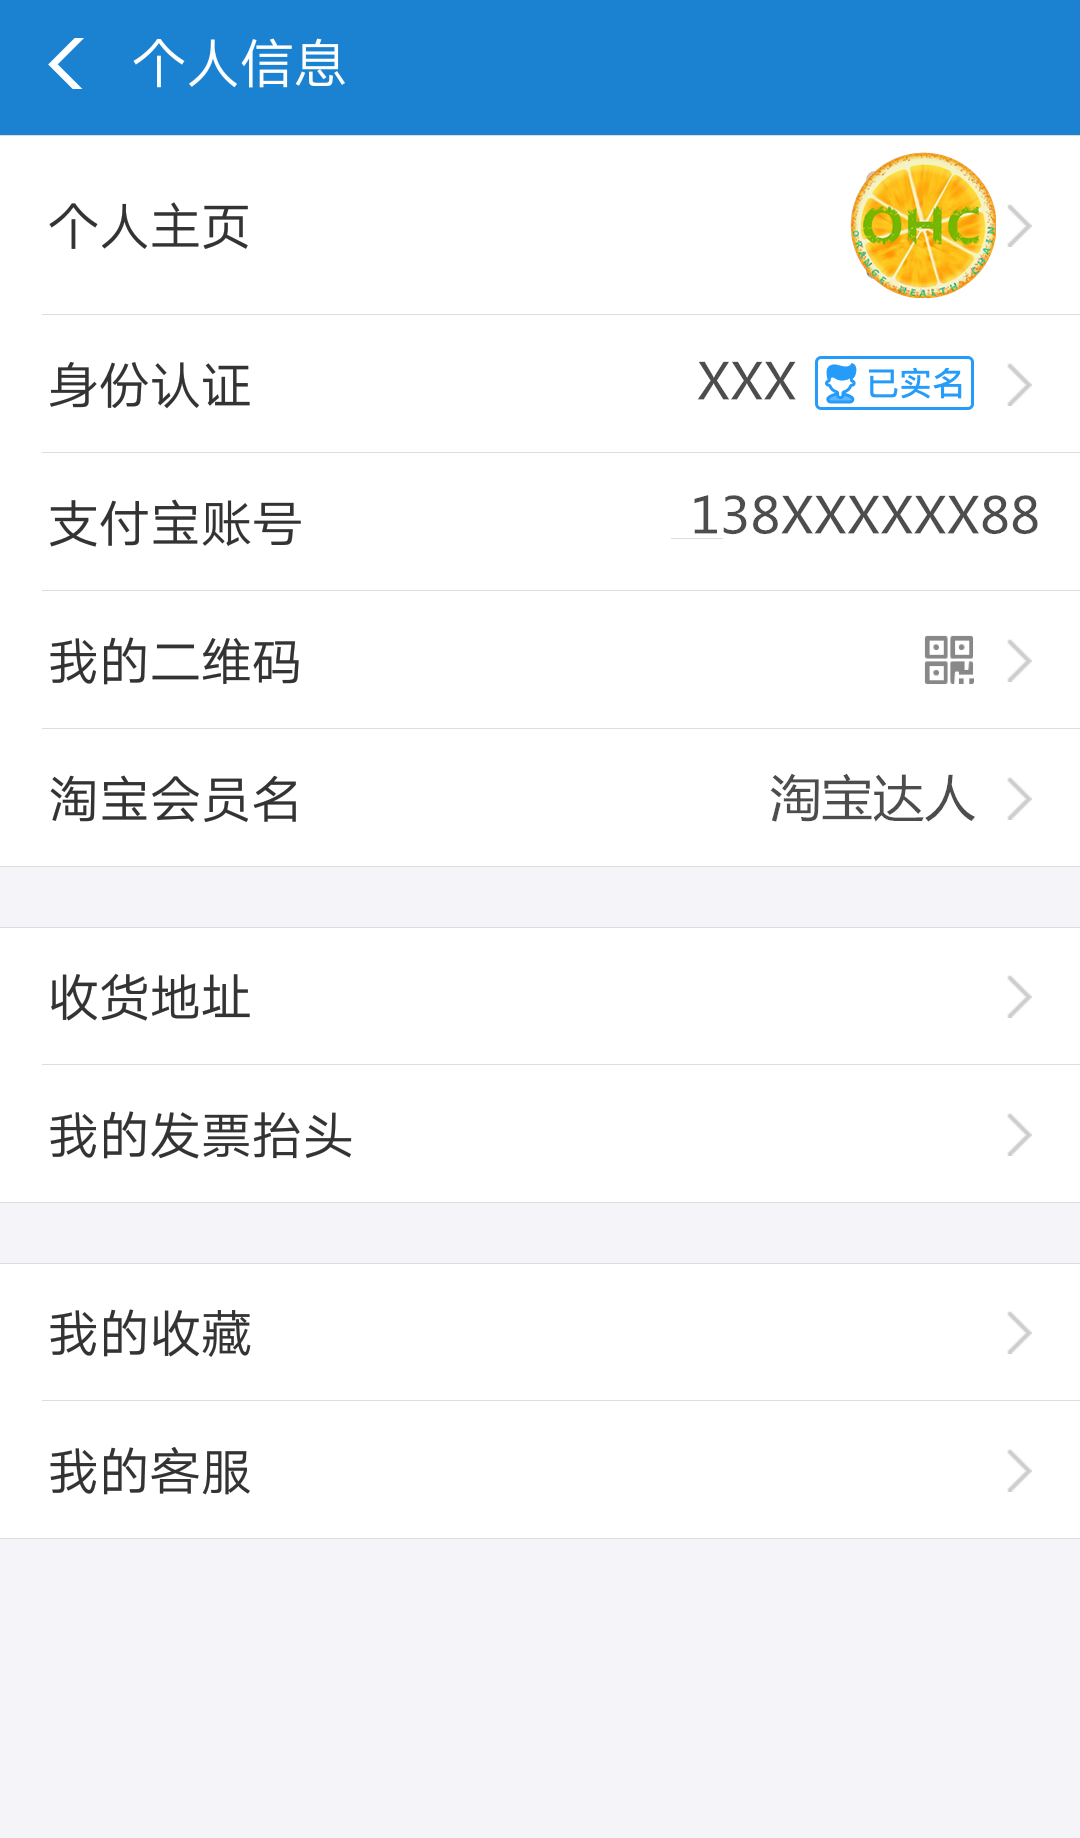 个人信息
个人主页
OHC
ORANGE HEALTH CHAIN
身份认证 XXX 已实名
支付宝账号 138XXXXXX88
我的二维码
淘宝会员名 淘宝达人
收货地址
我的发票抬头
我的收藏
我的客服